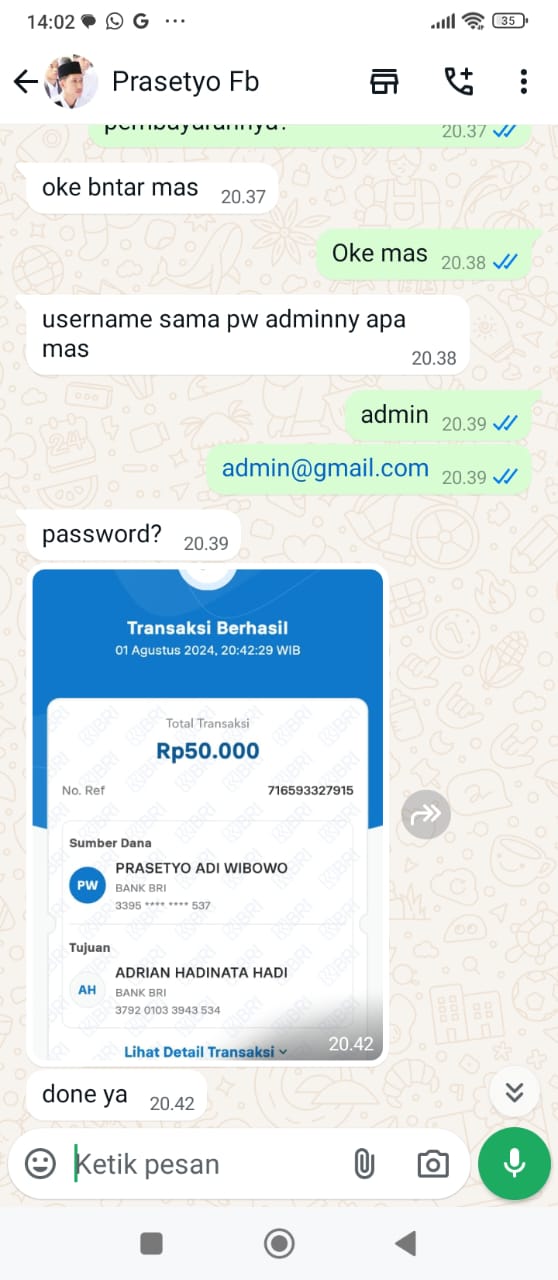 14:02
35
Prasetyo Fb
pembayarannya?
20.37
oke bntar mas 20.37
Oke mas 20.38
username sama pw adminny apa
mas
20.38
admin 20.39
admin@gmail.com 20.39
password? 20.39
Transaksi Berhasil
01 Agustus 2024, 20:42:29 WIB
Total Transaksi
Rp50.000
No. Ref 716593327915
Sumber Dana
PW
PRASETYO ADI WIBOWO
BANK BRI
3395 **** **** 537
Tujuan
AH
ADRIAN HADINATA HADI
BANK BRI
3792 0103 3943 534
Lihat Detail Transaksi
20.42
done ya 20.42
Ketik pesan